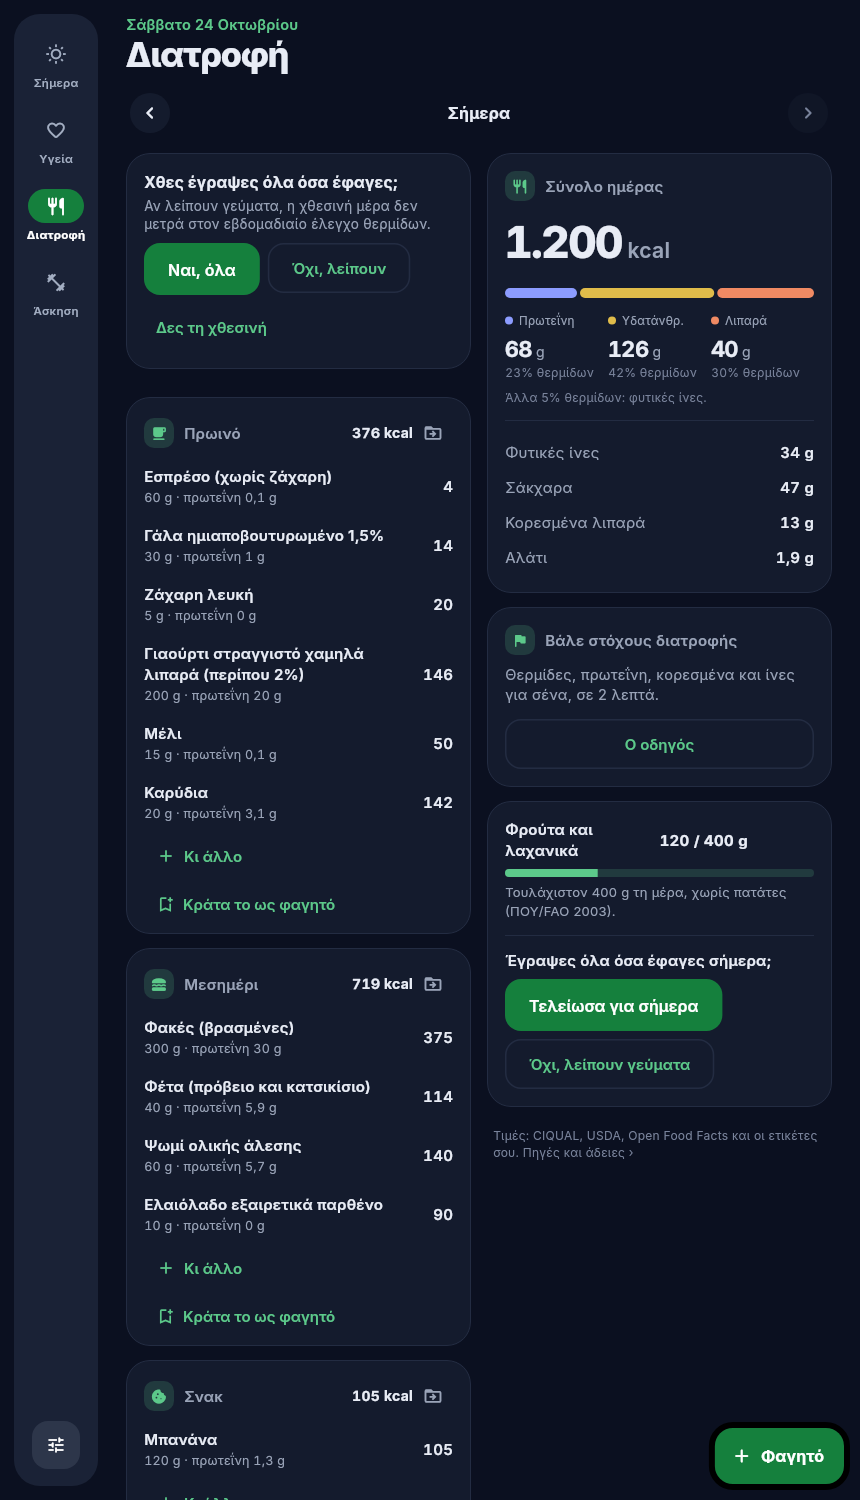 Σάββατο 24 Οκτωβρίου
Διατροφή
Σήμερα
Υγεία
Διατροφή
Άσκηση
Σήμερα
Χθες έγραψες όλα όσα έφαγες;
Αν λείπουν γεύματα, η χθεσινή μέρα δεν
μετρά στον εβδομαδιαίο έλεγχο θερμίδων.
Ναι, όλα
Όχι, λείπουν
Δες τη χθεσινή
Πρωινό
376 kcal
Εσπρέσο (χωρίς ζάχαρη)
60 g · πρωτεΐνη 0,1 g
4
Γάλα ημιαποβουτυρωμένο 1,5%
30 g · πρωτεΐνη 1 g
14
Ζάχαρη λευκή
5 g · πρωτεΐνη 0 g
20
Γιαούρτι στραγγιστό χαμηλά
λιπαρά (περίπου 2%)
200 g · πρωτεΐνη 20 g
146
Μέλι
15 g · πρωτεΐνη 0,1 g
50
Καρύδια
20 g · πρωτεΐνη 3,1 g
142
Κι άλλο
Κράτα το ως φαγητό
Μεσημέρι
719 kcal
Φακές (βρασμένες)
300 g · πρωτεΐνη 30 g
375
Φέτα (πρόβειο και κατσικίσιο)
40 g · πρωτεΐνη 5,9 g
114
Ψωμί ολικής άλεσης
60 g · πρωτεΐνη 5,7 g
140
Ελαιόλαδο εξαιρετικά παρθένο
10 g · πρωτεΐνη 0 g
90
Κι άλλο
Κράτα το ως φαγητό
Σνακ
105 kcal
Μπανάνα
120 g · πρωτεΐνη 1,3 g
105
Σύνολο ημέρας
1.200 kcal
Πρωτεΐνη
Υδατάνθρ.
Λιπαρά
68 g
126 g
40 g
23% θερμίδων
42% θερμίδων
30% θερμίδων
Άλλα 5% θερμίδων: φυτικές ίνες.
Φυτικές ίνες
34 g
Σάκχαρα
47 g
Κορεσμένα λιπαρά
13 g
Αλάτι
1,9 g
Βάλε στόχους διατροφής
Θερμίδες, πρωτεΐνη, κορεσμένα και ίνες
για σένα, σε 2 λεπτά.
Ο οδηγός
Φρούτα και
λαχανικά
120 / 400 g
Τουλάχιστον 400 g τη μέρα, χωρίς πατάτες
(ΠΟΥ/FAO 2003).
Έγραψες όλα όσα έφαγες σήμερα;
Τελείωσα για σήμερα
Όχι, λείπουν γεύματα
Τιμές: CIQUAL, USDA, Open Food Facts και οι ετικέτες
σου. Πηγές και άδειες ›
Φαγητό